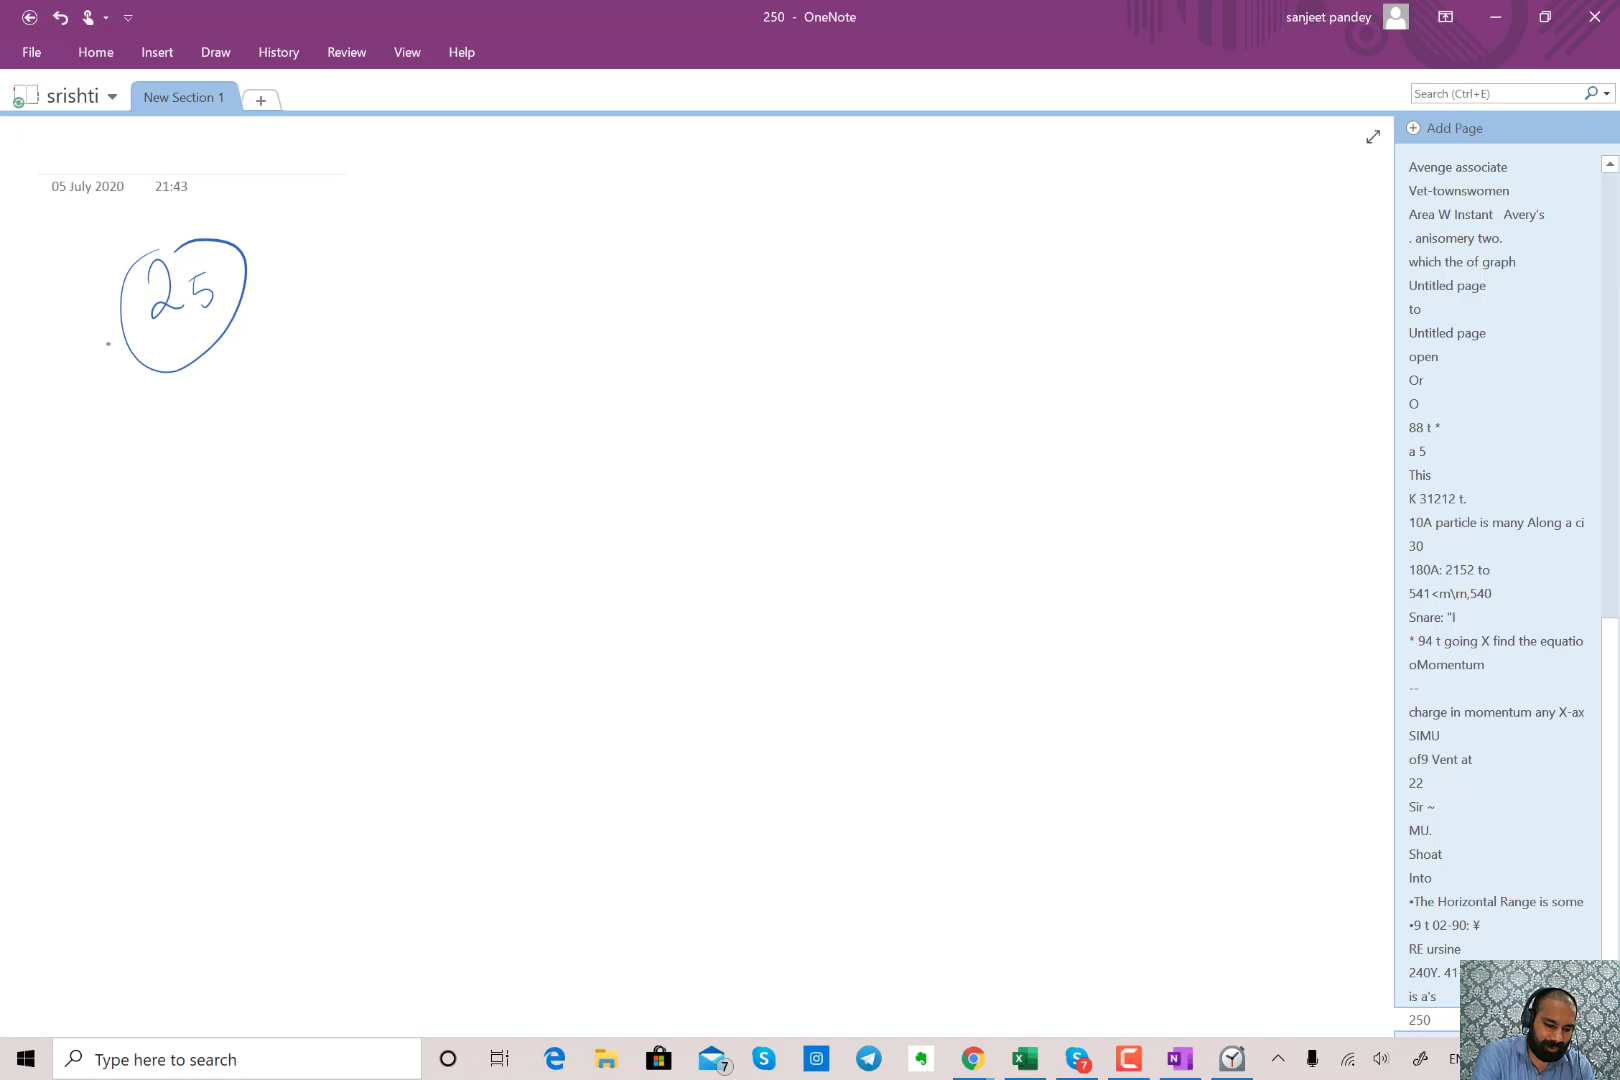 250 - OneNote
sanjeet pandey
File Home Insert Draw History Review View Help
srishti
New Section 1
Search (Ctrl+E)
Add Page
05 July 2020 21:43
25
Avenge associate
Vet-townswomen
Area W Instant Avery's
. anisomery two.
which the of graph
Untitled page
to
Untitled page
open
Or
O
88 t *
a 5
This
K 31212 t.
10A particle is many Along a ci
30
180A: 2152 to
541<m\rn,540
Snare: "I
* 94 t going X find the equatio
oMomentum
--
charge in momentum any X-ax
SIMU
of9 Vent at
22
Sir ~
MU.
Shoat
Into
•The Horizontal Range is some
•9 t 02-90: ¥
RE ursine
240Y. 41
is a's
250
Type here to search
7
7